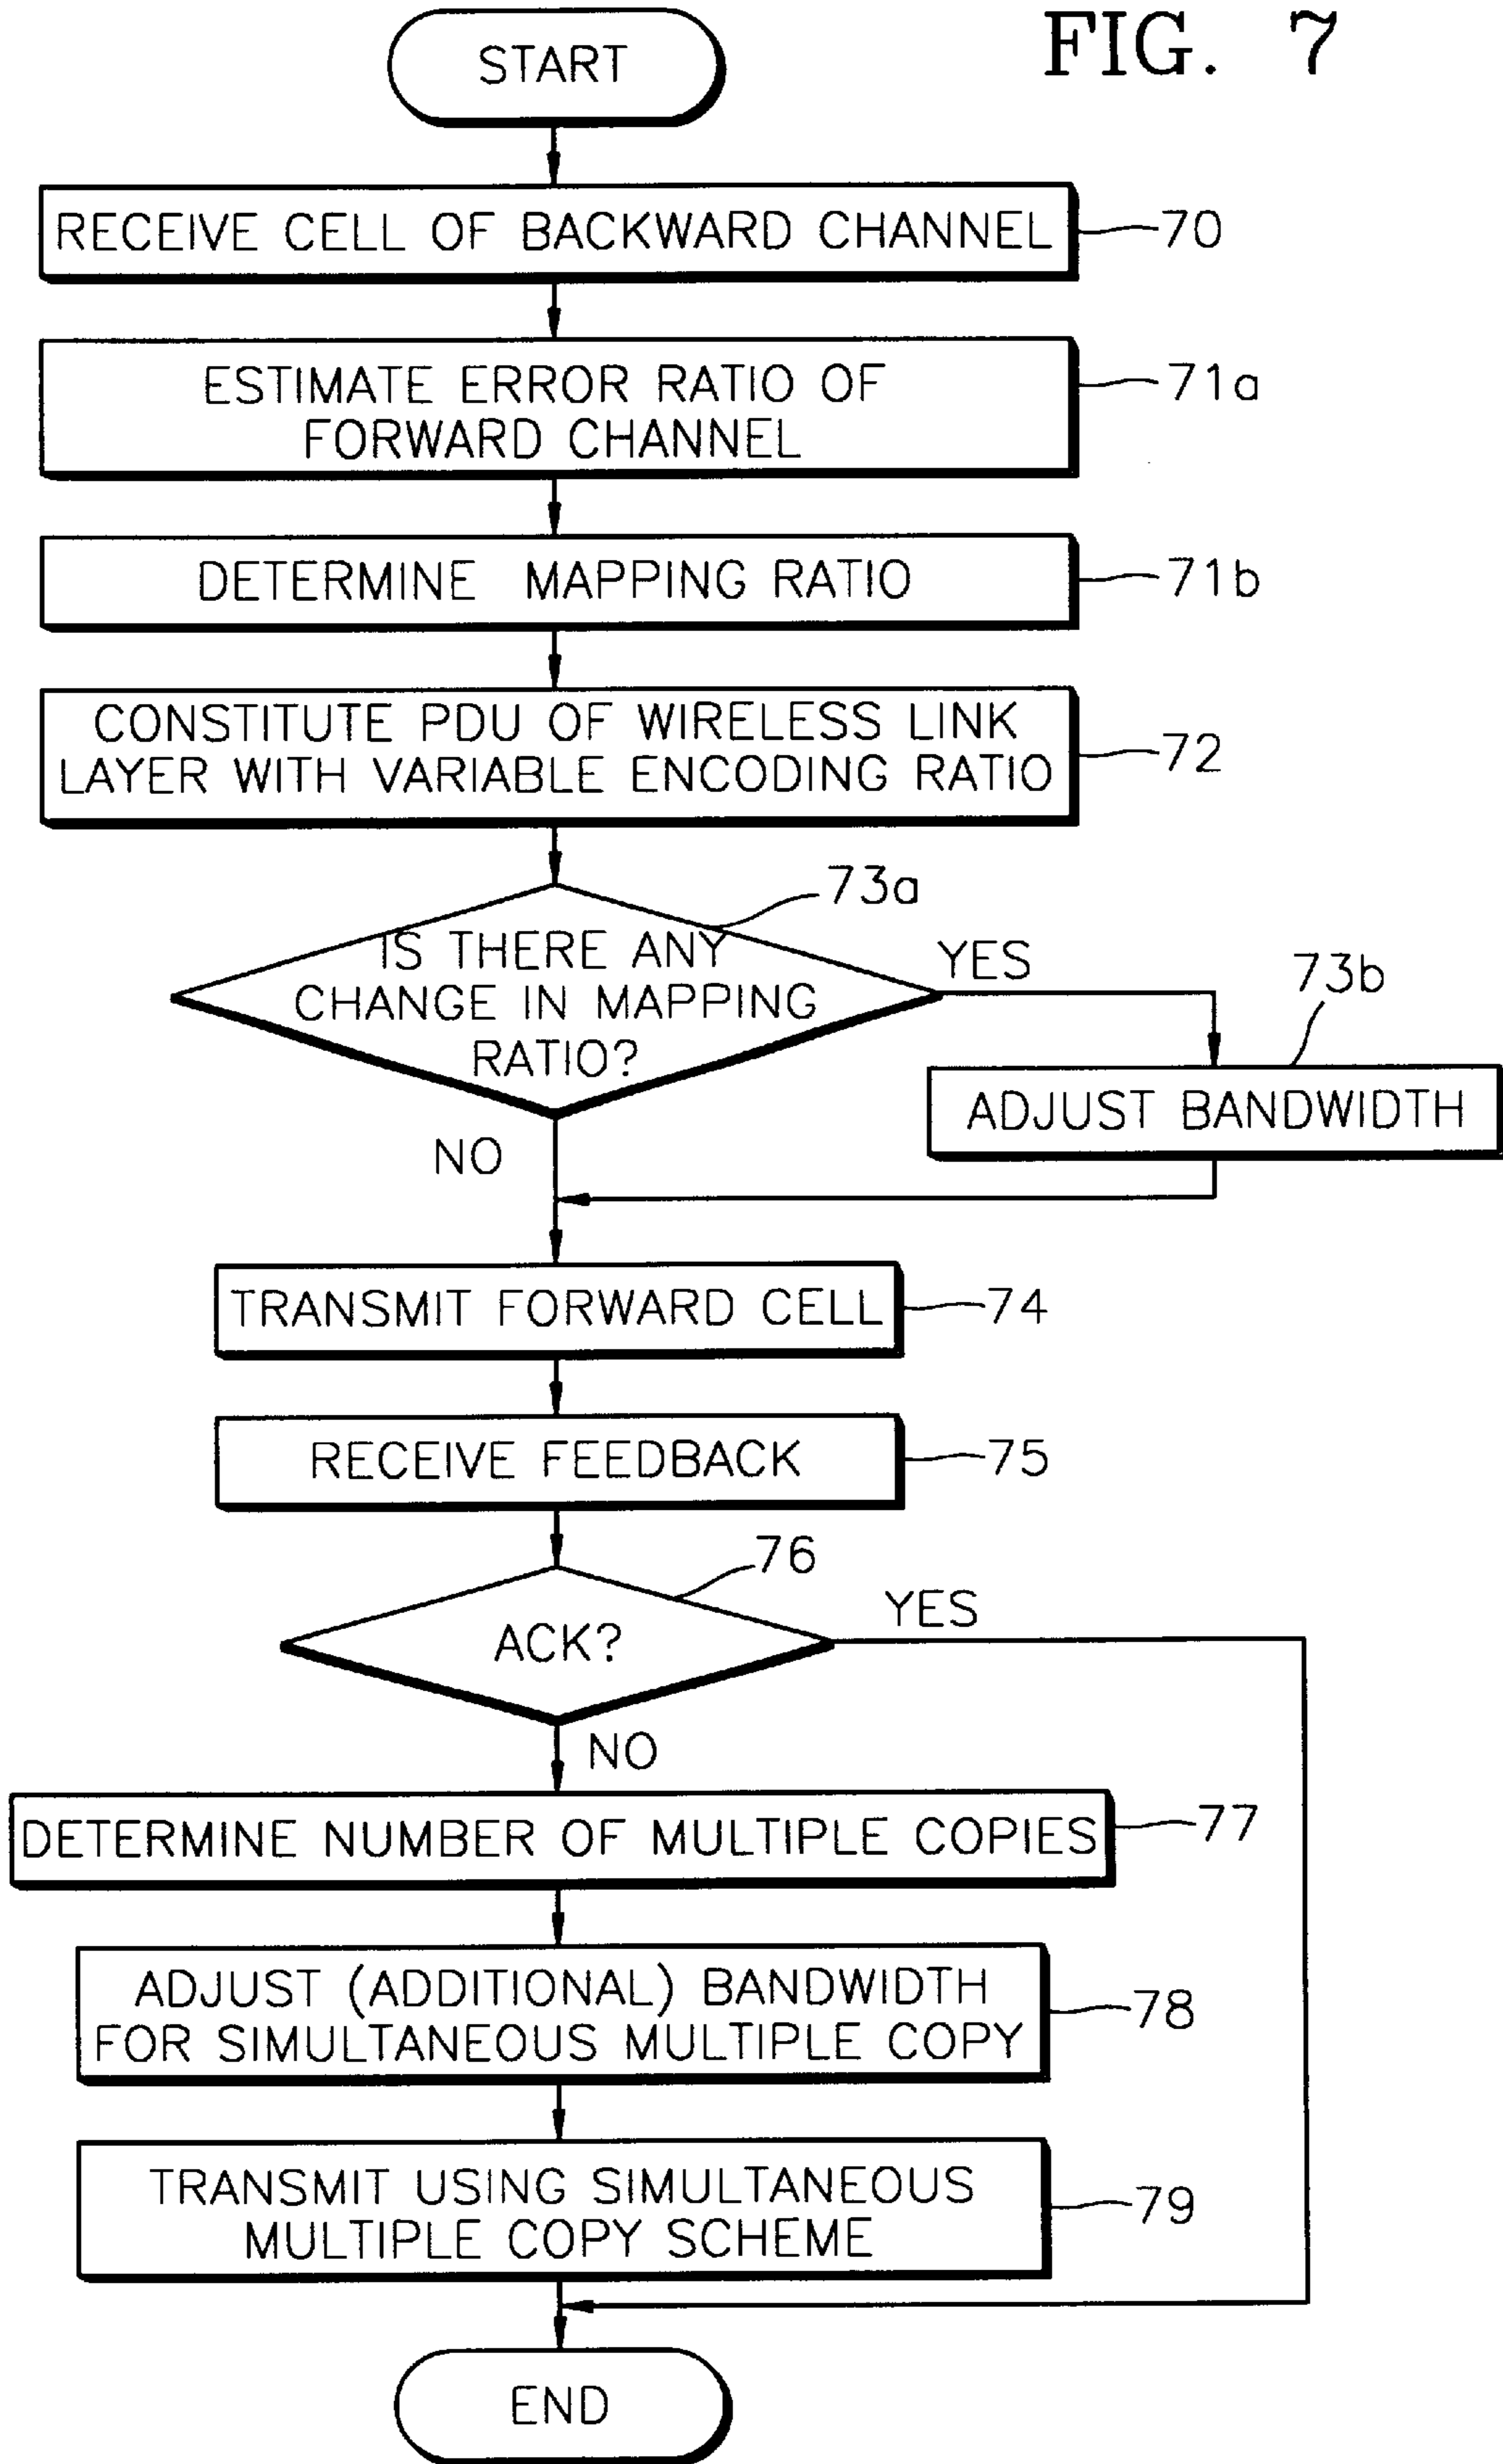 FIG. 7
START
RECEIVE CELL OF BACKWARD CHANNEL
70
ESTIMATE ERROR RATIO OF
FORWARD CHANNEL
71a
DETERMINE MAPPING RATIO
71b
CONSTITUTE PDU OF WIRELESS LINK
LAYER WITH VARIABLE ENCODING RATIO
72
73a
IS THERE ANY
CHANGE IN MAPPING
RATIO?
YES
73b
ADJUST BANDWIDTH
NO
TRANSMIT FORWARD CELL
74
RECEIVE FEEDBACK
75
76
ACK?
YES
NO
DETERMINE NUMBER OF MULTIPLE COPIES
77
ADJUST (ADDITIONAL) BANDWIDTH
FOR SIMULTANEOUS MULTIPLE COPY
78
TRANSMIT USING SIMULTANEOUS
MULTIPLE COPY SCHEME
79
END